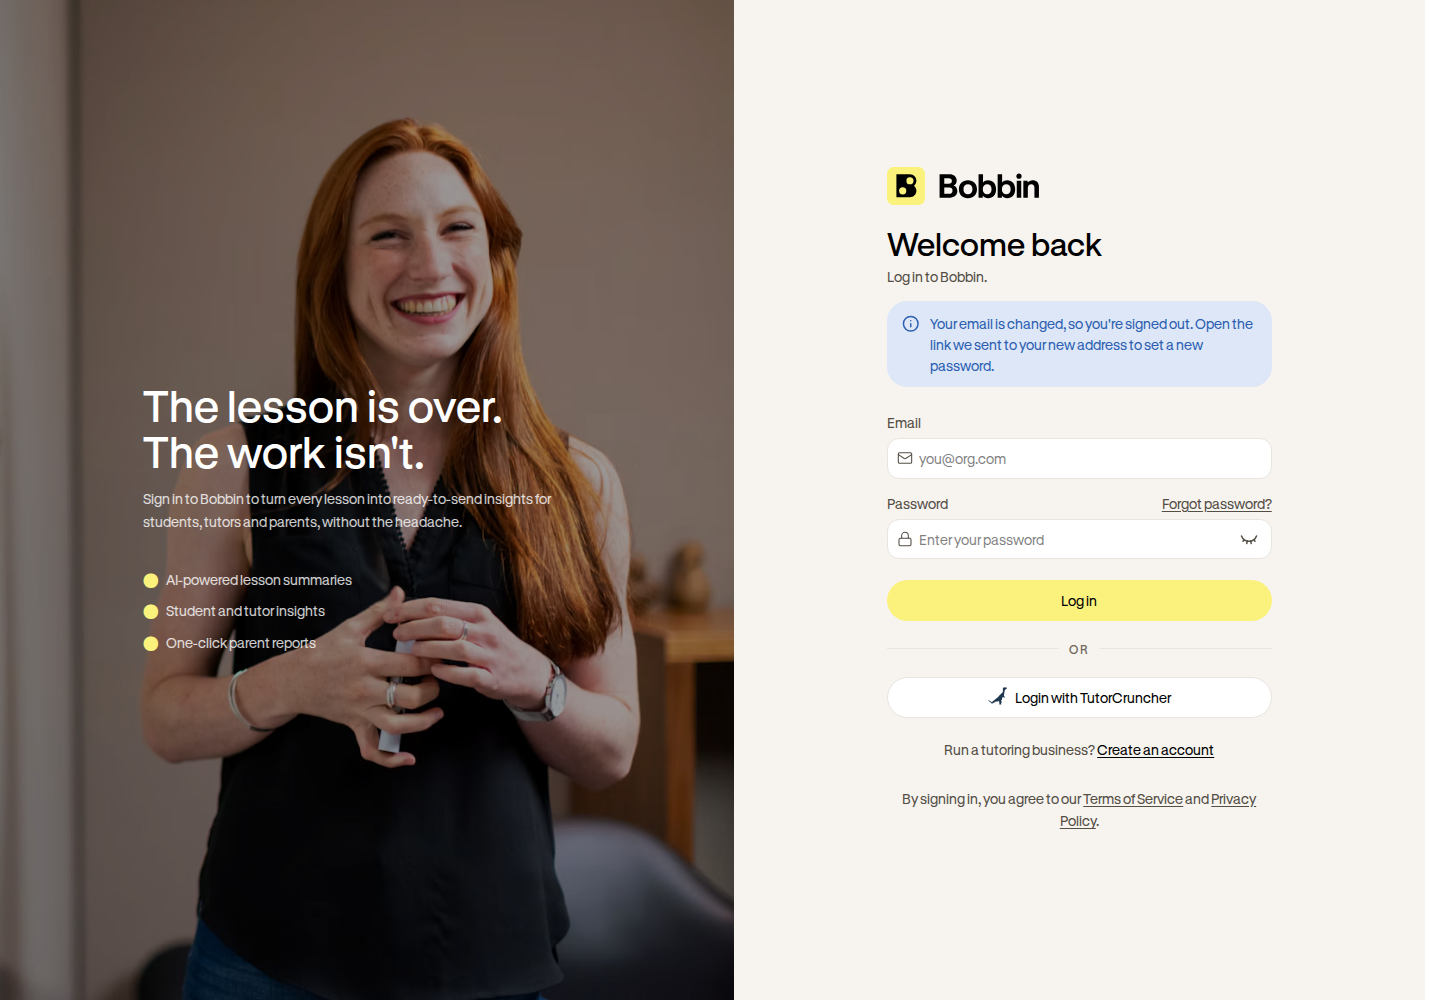 The lesson is over.
The work isn't.
Sign in to Bobbin to turn every lesson into ready-to-send insights for
students, tutors and parents, without the headache.
AI-powered lesson summaries
Student and tutor insights
One-click parent reports
Bobbin
Welcome back
Log in to Bobbin.
Your email is changed, so you're signed out. Open the
link we sent to your new address to set a new
password.
Email
you@org.com
Password
Forgot password?
Enter your password
Log in
OR
Login with TutorCruncher
Run a tutoring business? Create an account
By signing in, you agree to our Terms of Service and Privacy
Policy.